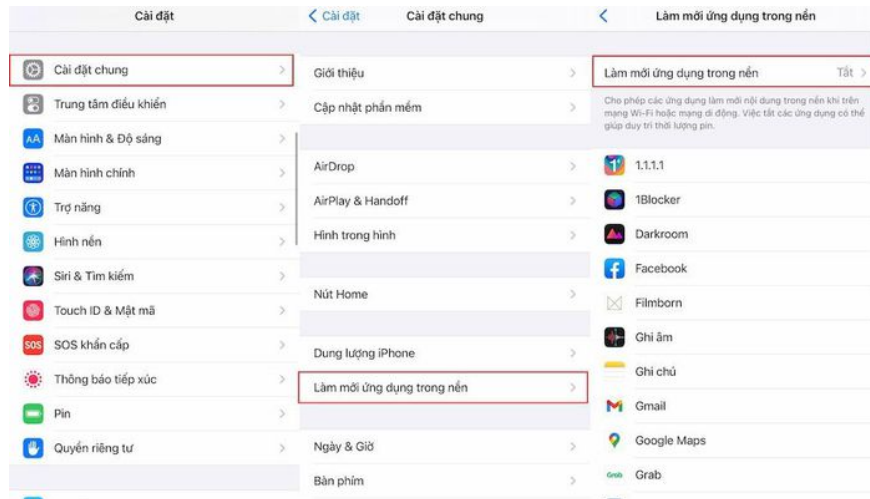 Cài đặt
Cài đặt chung
Trung tâm điều khiển
AA
Màn hình & Độ sáng
Màn hình chính
Trợ năng
Hình nền
Siri & Tìm kiếm
Touch ID & Mật mã
SOS
SOS khẩn cấp
Thông báo tiếp xúc
Pin
Quyền riêng tư
Cài đặt
Cài đặt chung
Giới thiệu
Cập nhật phần mềm
AirDrop
AirPlay & Handoff
Hình trong hình
Nút Home
Dung lượng iPhone
Làm mới ứng dụng trong nền
Ngày & Giờ
Bàn phím
Làm mới ứng dụng trong nền
Làm mới ứng dụng trong nền Tắt
Cho phép các ứng dụng làm mới nội dung trong nền khi trên
mạng Wi-Fi hoặc mạng di động. Việc tắt các ứng dụng có thể
giúp duy trì thời lượng pin.
1.1.1.1
1Blocker
Darkroom
Facebook
Filmborn
Ghi âm
Ghi chú
Gmail
Google Maps
Grab
Grab